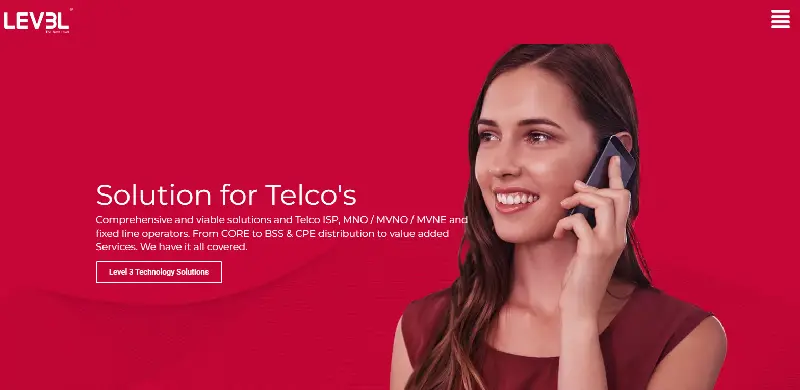 LEV3L
Solution for Telco's
Comprehensive and viable solutions and Telco ISP, MNO / MVNO / MVNE and
fixed line operators. From CORE to BSS & CPE distribution to value added
Services. We have it all covered.
Level 3 Technology Solutions